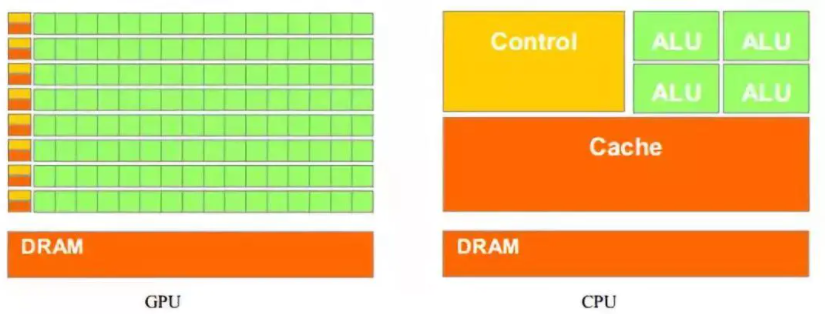 Control
ALU ALU
ALU ALU
Cache
DRAM
DRAM
GPU
CPU